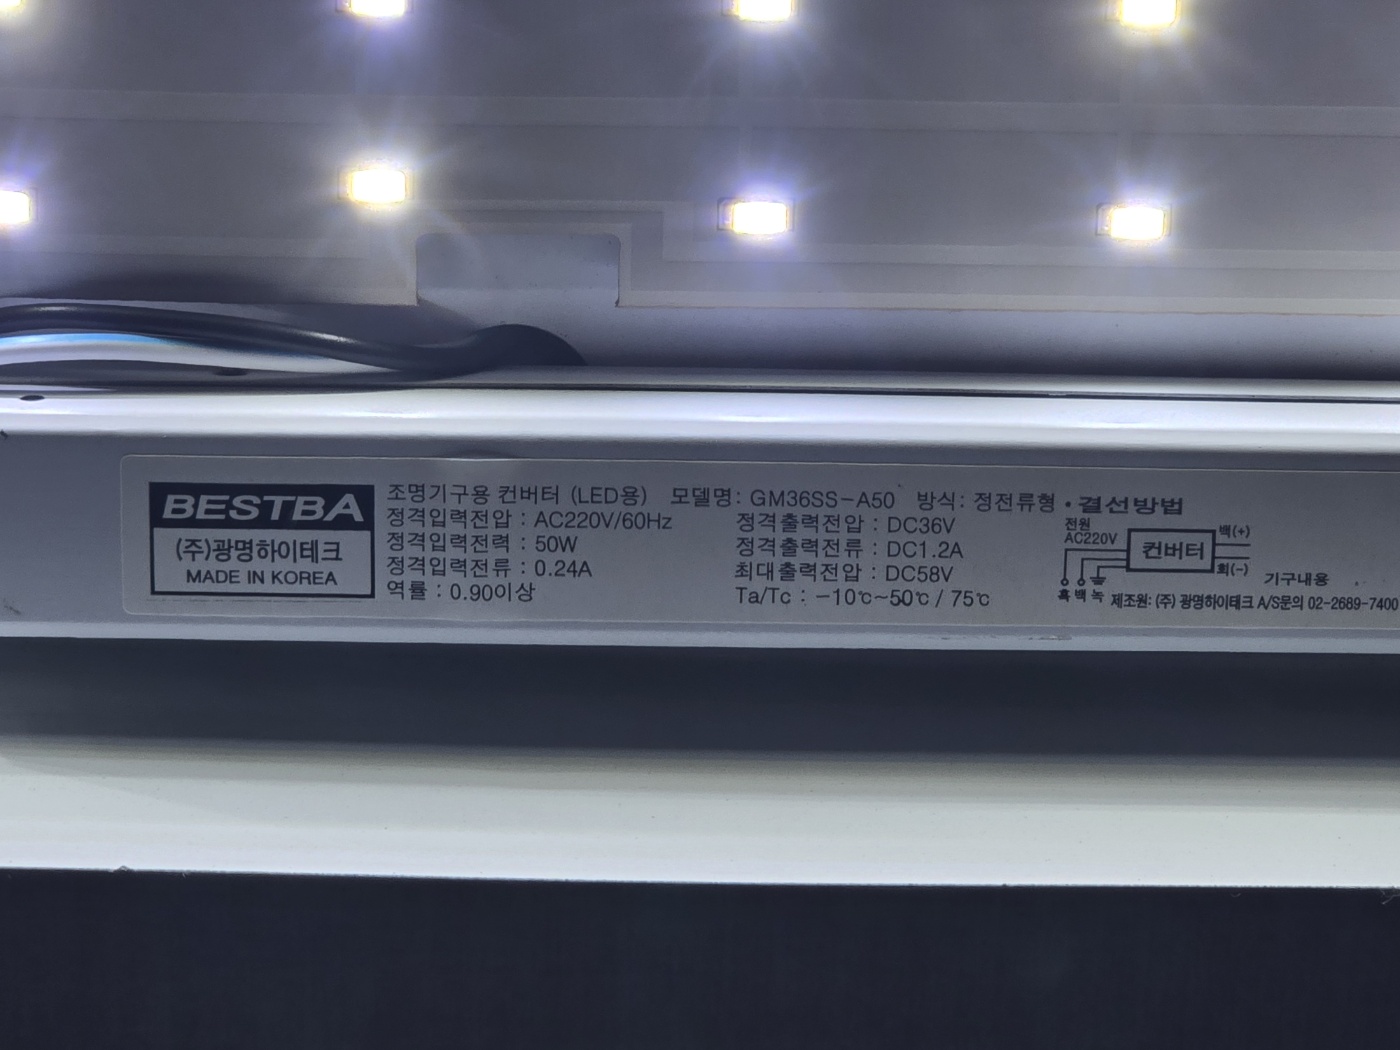 BESTBA
(주)광명하이테크
MADE IN KOREA
조명기구용 컨버터 (LED용) 모델명: GM36SS-A50 방식: 정전류형
정격입력전압 : AC220V/60Hz
정격입력전력 : 50W
정격입력전류 : 0.24A
역률 : 0.90이상
정격출력전압 : DC36V
정격출력전류 : DC1.2A
최대출력전압 : DC58V
Ta/Tc : -10℃~50℃ / 75℃
· 결선방법
전원
AC220V
컨버터
백(+)
회(-)
흑 백 녹
기구내용
제조원: (주) 광명하이테크 A/S문의 02-2689-7400